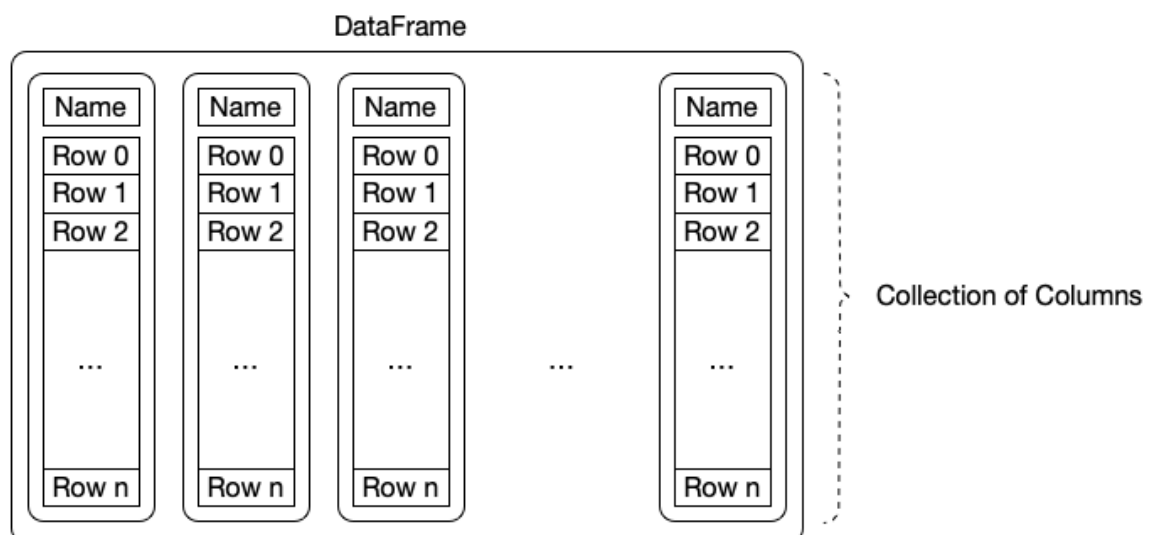 DataFrame
Name Name Name Name
Row 0 Row 0 Row 0 Row 0
Row 1 Row 1 Row 1 Row 1
Row 2 Row 2 Row 2 Row 2
Collection of Columns
... ... ... ... ...
Row n Row n Row n Row n